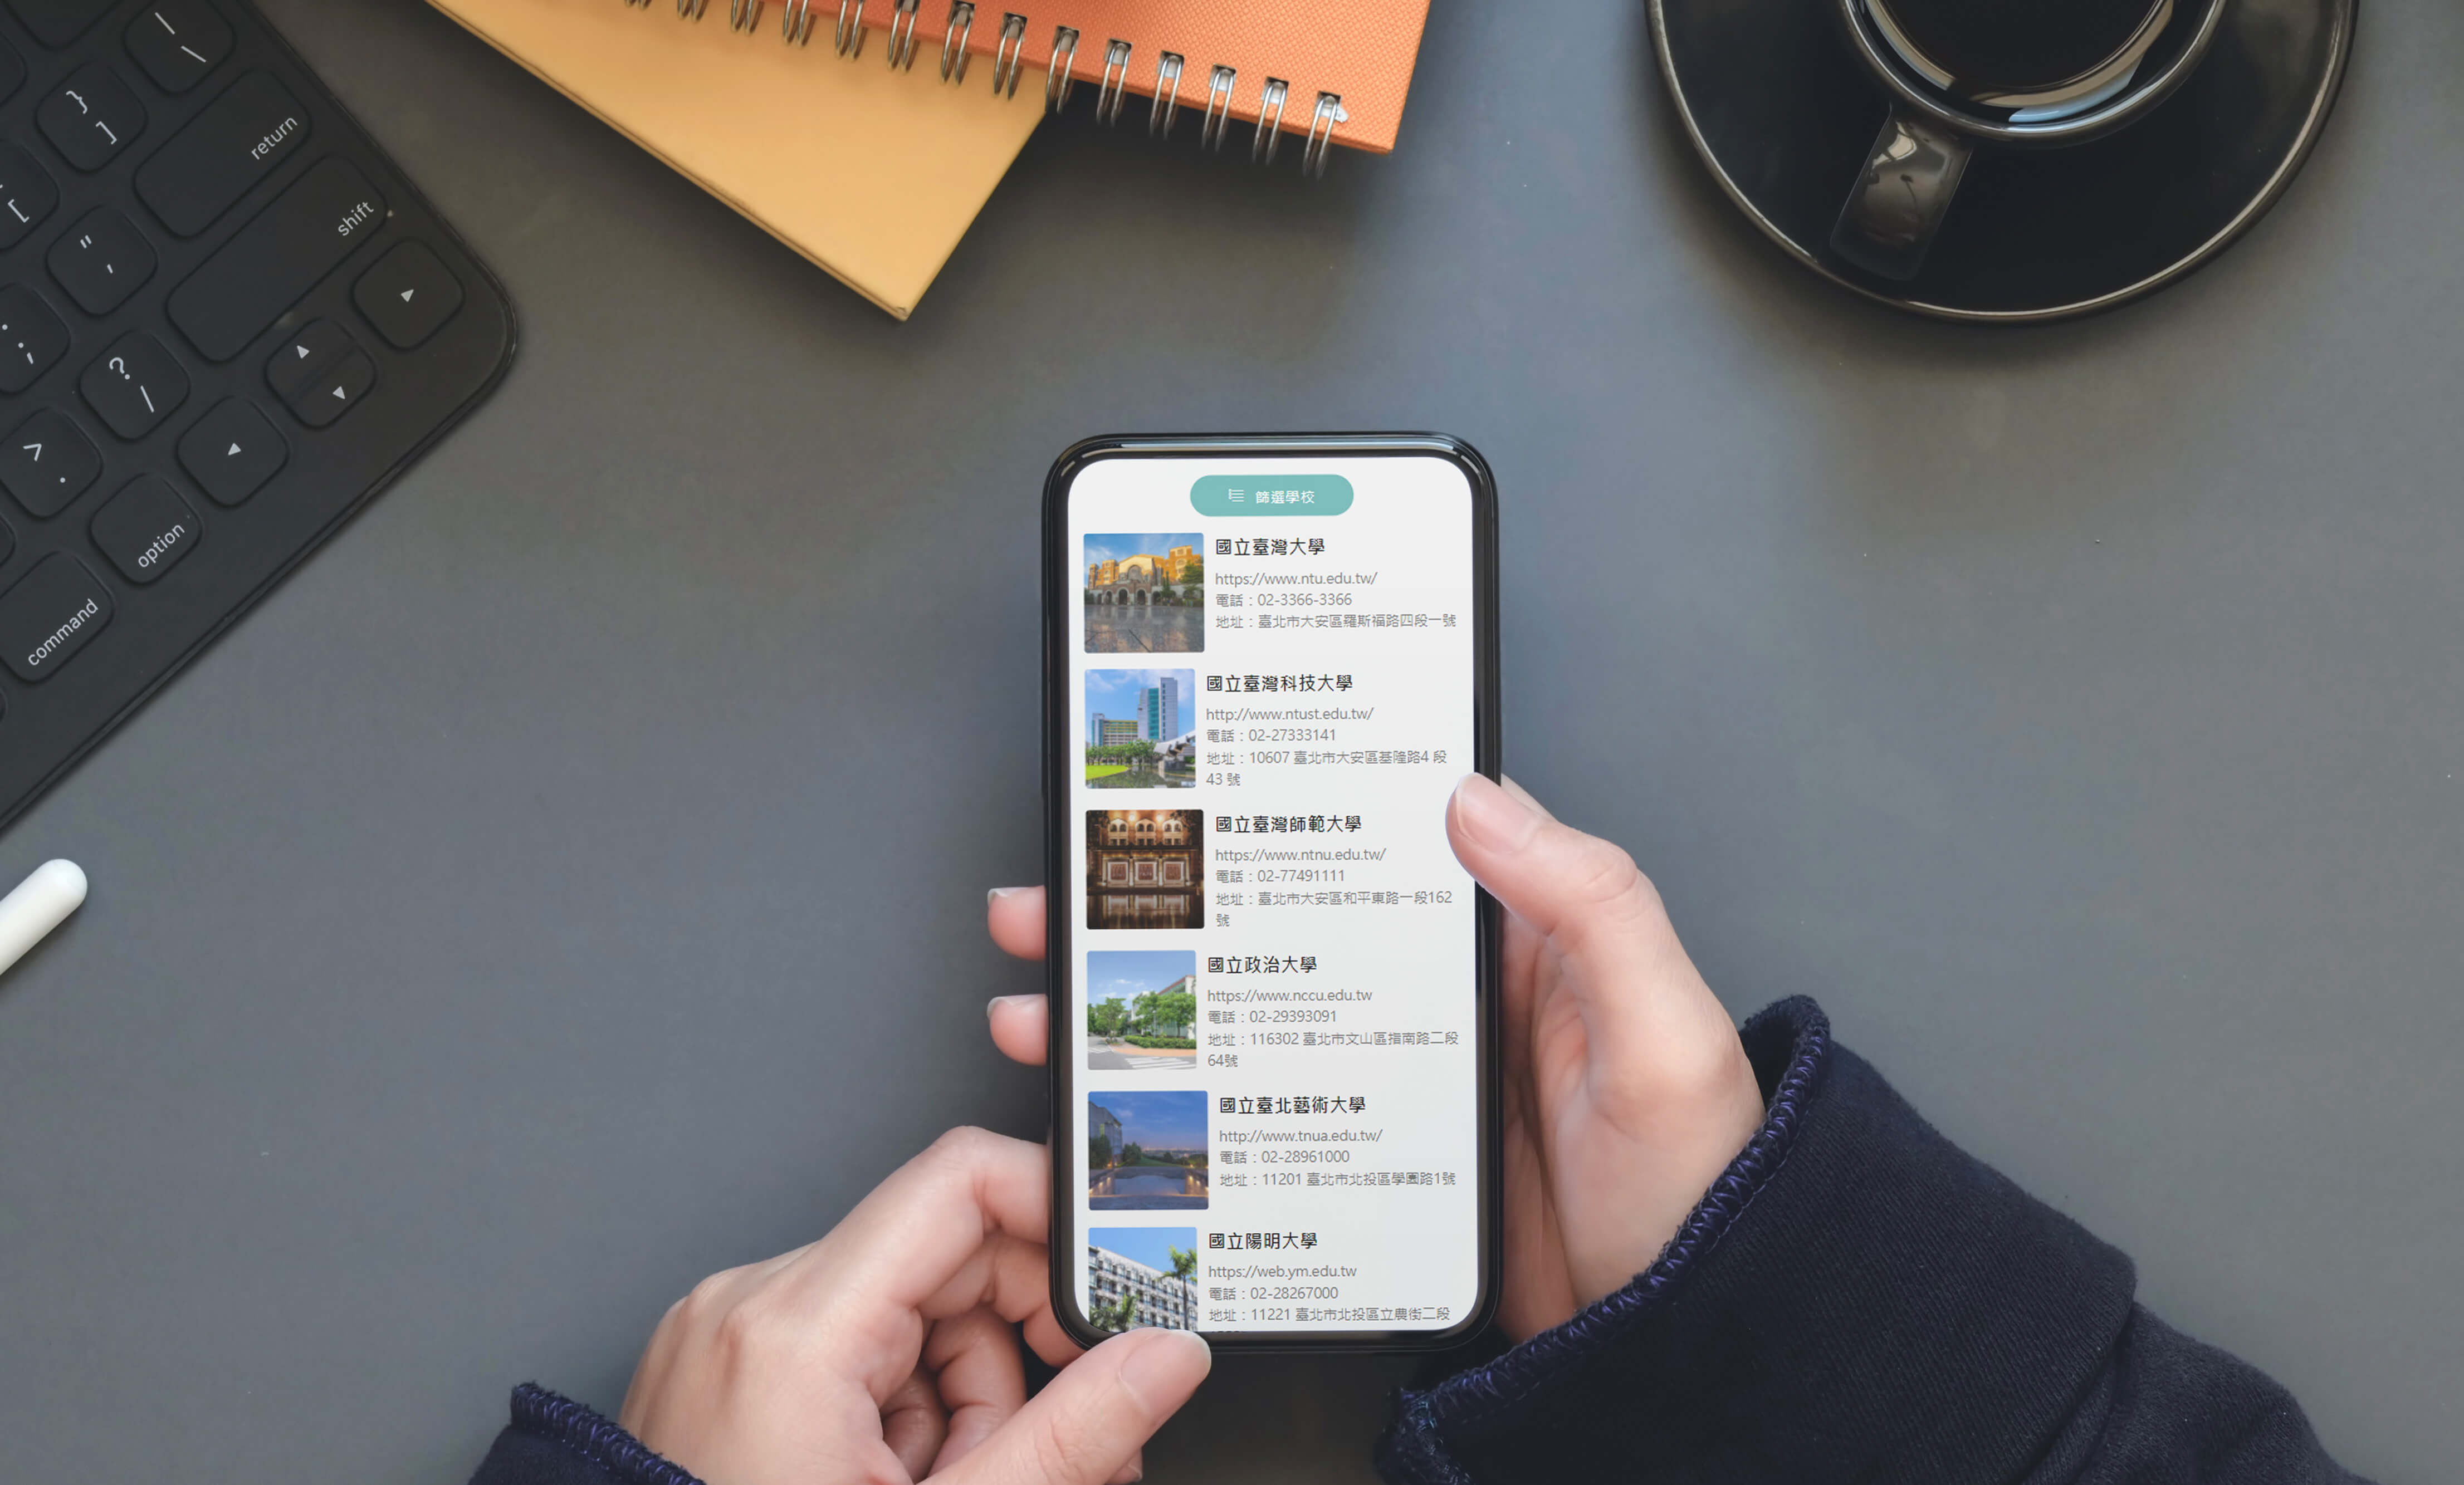 \ |
} ]
return
[
" '
shift
: ;
? /
> .
option
command
篩選學校
國立臺灣大學
https://www.ntu.edu.tw/
電話：02-3366-3366
地址：臺北市大安區羅斯福路四段一號
國立臺灣科技大學
http://www.ntust.edu.tw/
電話：02-27333141
地址：10607 臺北市大安區基隆路4 段
43 號
國立臺灣師範大學
https://www.ntnu.edu.tw/
電話：02-77491111
地址：臺北市大安區和平東路一段162
號
國立政治大學
https://www.nccu.edu.tw
電話：02-29393091
地址：116302 臺北市文山區指南路二段
64號
國立臺北藝術大學
http://www.tnua.edu.tw/
電話：02-28961000
地址：11201 臺北市北投區學園路1號
國立陽明大學
https://web.ym.edu.tw
電話：02-28267000
地址：11221 臺北市北投區立農街二段